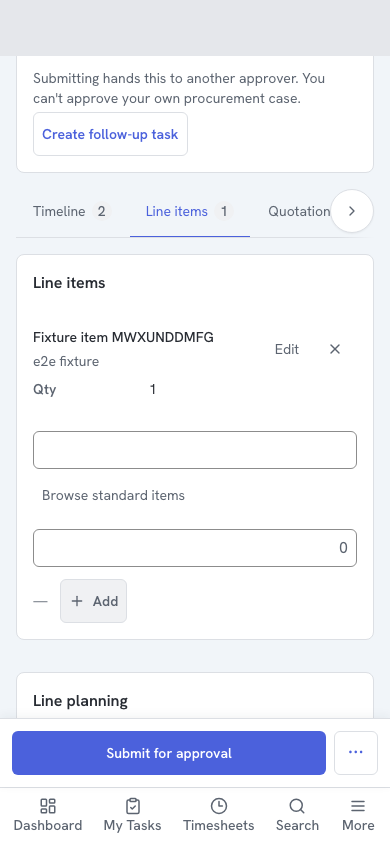 Submitting hands this to another approver. You
can't approve your own procurement case.
Create follow-up task
Timeline 2 Line items 1 Quotation
Line items
Fixture item MWXUNDDMFG
e2e fixture
Edit
Qty 1
Browse standard items
0
— Add
Line planning
Submit for approval
Dashboard My Tasks Timesheets Search More